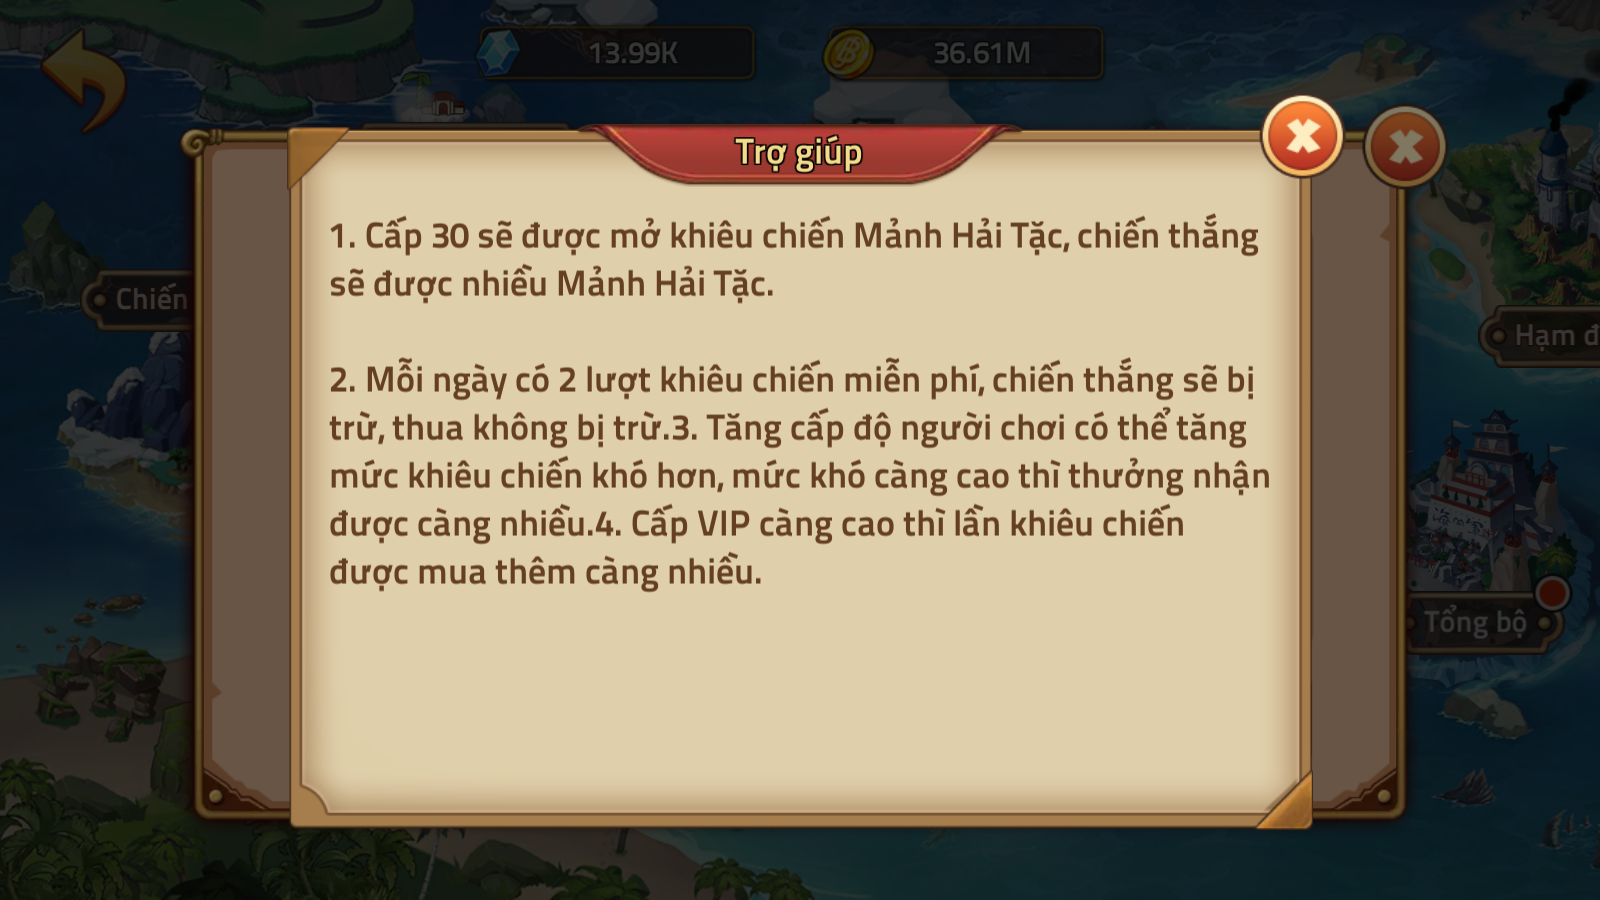 13.99K
36.61M
Trợ giúp
1. Cấp 30 sẽ được mở khiêu chiến Mảnh Hải Tặc, chiến thắng
sẽ được nhiều Mảnh Hải Tặc.
2. Mỗi ngày có 2 lượt khiêu chiến miễn phí, chiến thắng sẽ bị
trừ, thua không bị trừ.3. Tăng cấp độ người chơi có thể tăng
mức khiêu chiến khó hơn, mức khó càng cao thì thưởng nhận
được càng nhiều.4. Cấp VIP càng cao thì lần khiêu chiến
được mua thêm càng nhiều.
Chiến
Hạm đ
Tổng bộ